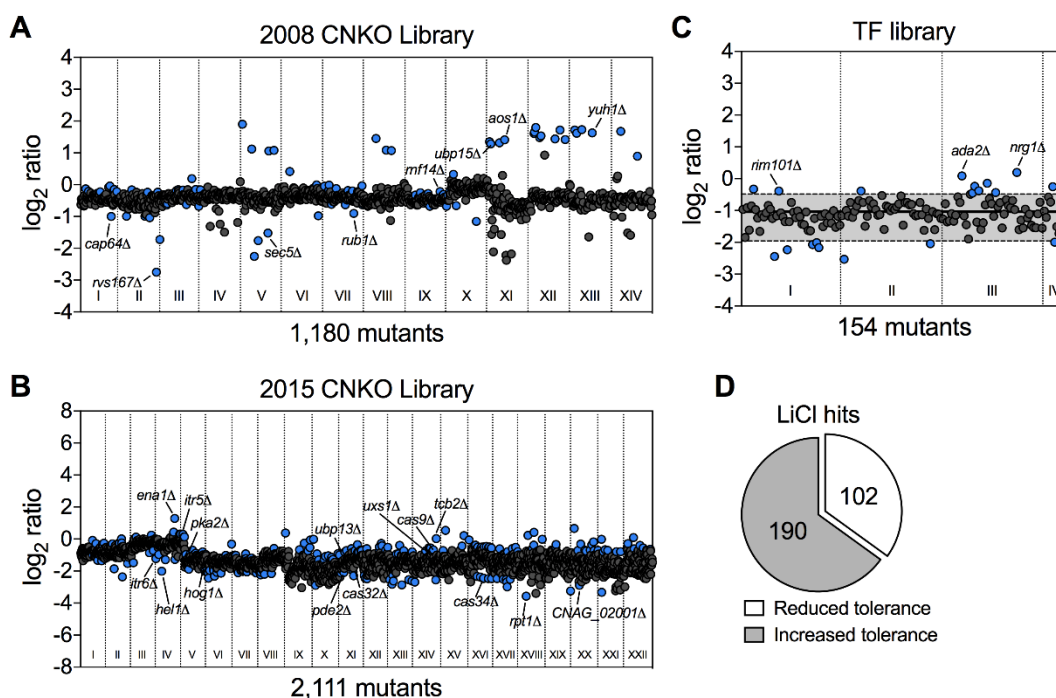 A
2008 CNKO Library
log2 ratio
4
3
2
1
0
-1
-2
-3
-4
cap64Δ
rvs167Δ
sec5Δ
rub1Δ
rnf14Δ
ubp15Δ
aos1Δ
yuh1Δ
I II III IV V VI VII VIII IX X XI XII XIII XIV
1,180 mutants
C
TF library
log2 ratio
4
3
2
1
0
-1
-2
-3
-4
rim101Δ
ada2Δ
nrg1Δ
I II III IV
154 mutants
B
2015 CNKO Library
log2 ratio
8
6
4
2
0
-2
-4
-6
-8
ena1Δ
itr5Δ
pka2Δ
itr6Δ
hel1Δ
hog1Δ
ubp13Δ
pde2Δ
cas32Δ
uxs1Δ
cas9Δ
tcb2Δ
cas34Δ
rpt1Δ
CNAG_02001Δ
I II III IV V VI VII VIII IX X XI XII XIII XIV XV XVI XVII XVIII XIX XX XXI XXII
2,111 mutants
D
LiCl hits
102
190
Reduced tolerance
Increased tolerance